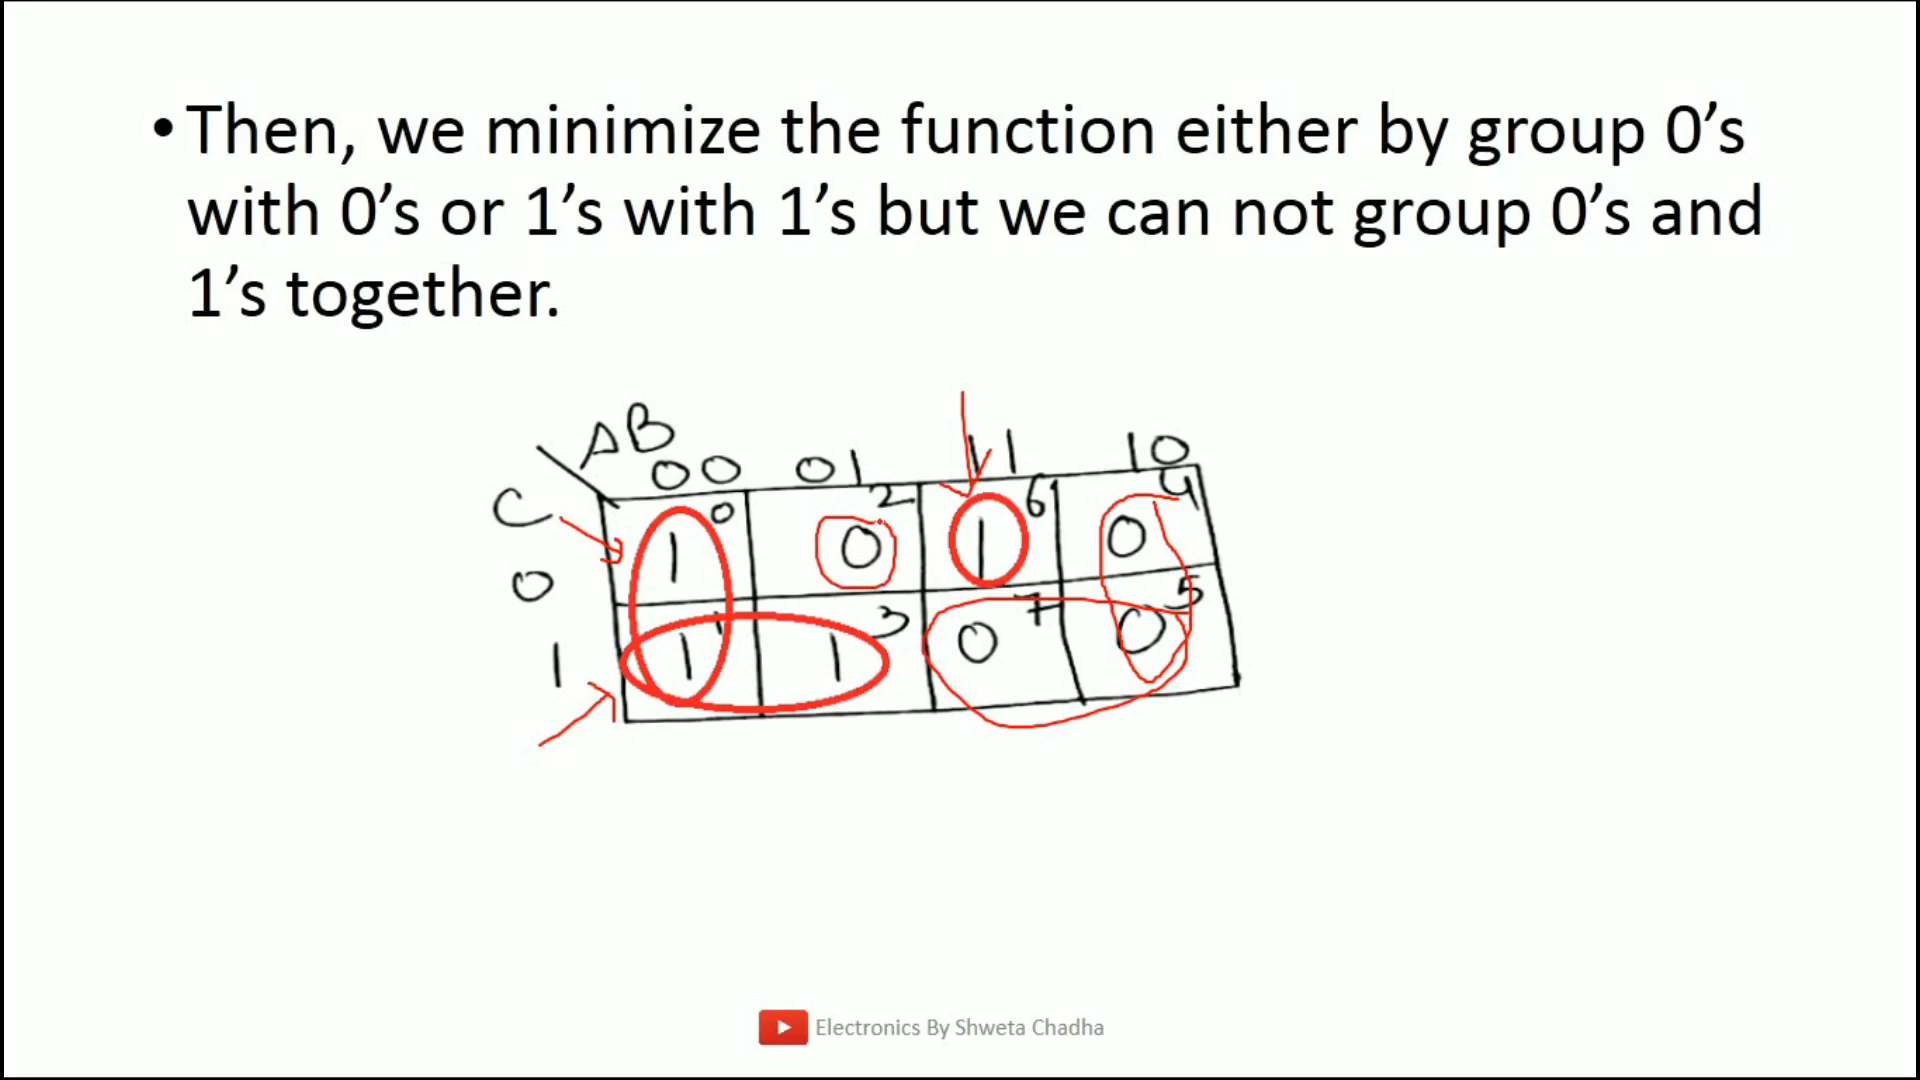 • Then, we minimize the function either by group 0’s
with 0’s or 1’s with 1’s but we can not group 0’s and
1’s together.
AB
00 01 11 10
C
0 1 0 0 2 1 6 0 4
1 1 1 1 3 0 7 0 5
Electronics By Shweta Chadha